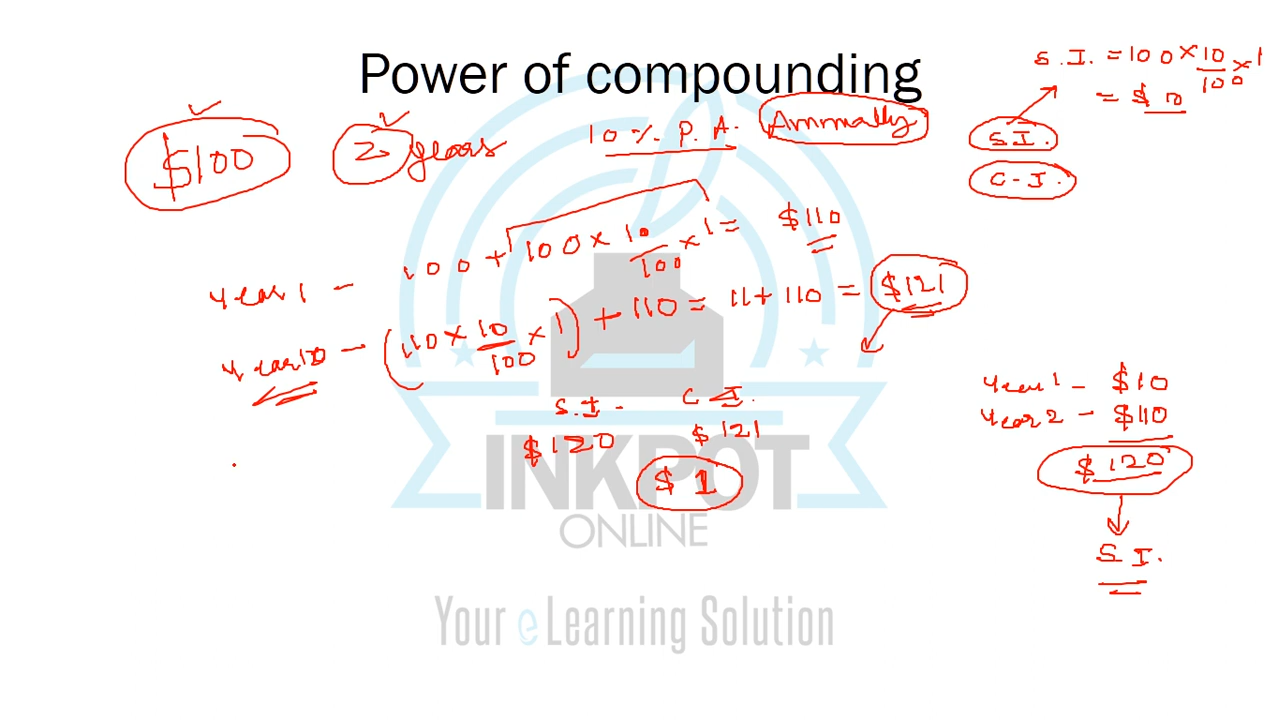 Power of compounding
S.I. = 100 × 10/100 × 1
= $10
$100 2 years 10% P.A. Annually
S.I.
C.I.
Year 1 - 100 + 100 × 10/100 × 1 = $110
(110 × 10/100 × 1) + 110 = 11 + 110 = $121
S.I - C.I.
$120 $121
$1
Year 1 - $10
Year 2 - $110
$120
S.I.
INKPOT
ONLINE
Your eLearning Solution